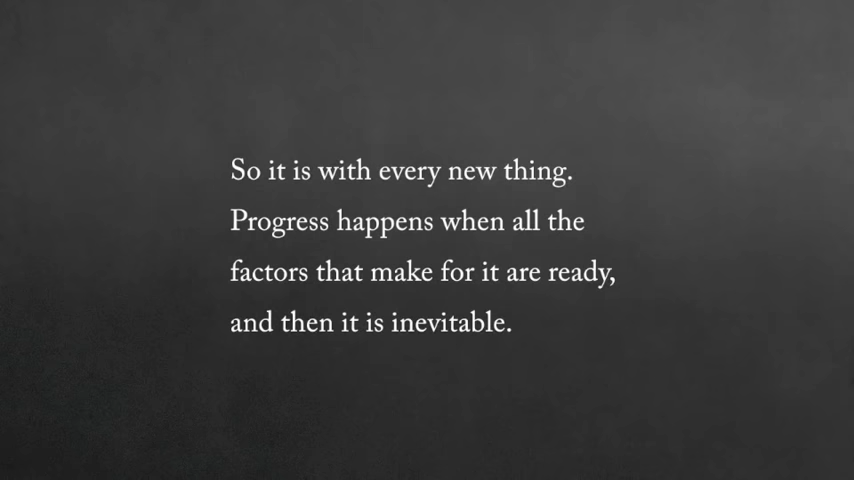 So it is with every new thing.
Progress happens when all the
factors that make for it are ready,
and then it is inevitable.